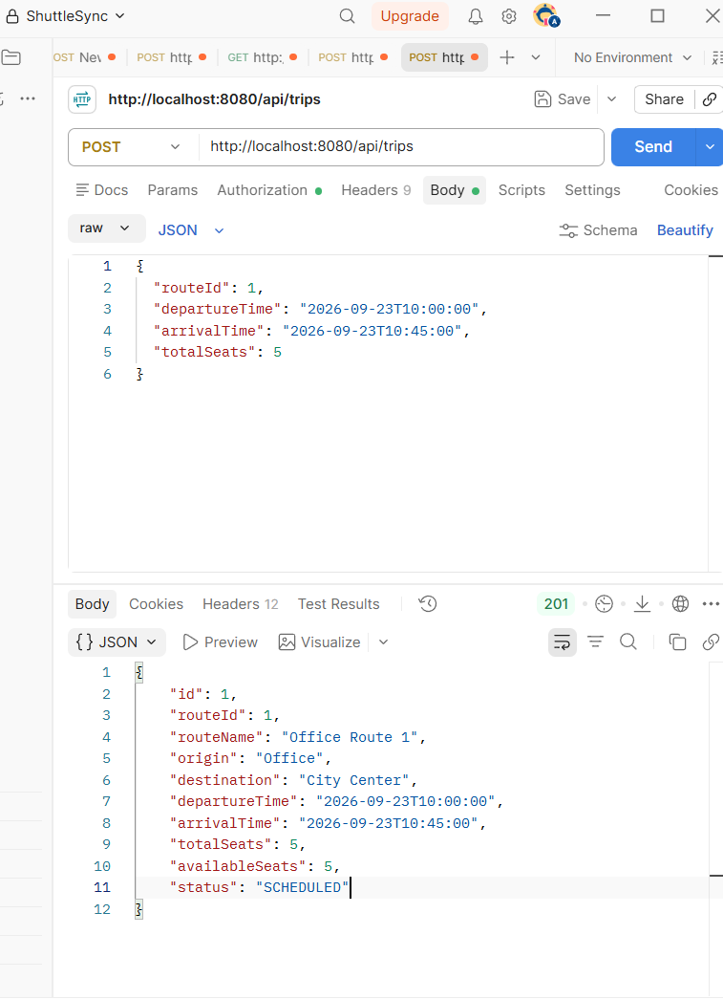 ShuttleSync
Upgrade
A
OST Nev
POST http
GET http:
POST http
POST http
No Environment
HTTP
http://localhost:8080/api/trips
Save
Share
POST
http://localhost:8080/api/trips
Send
Docs
Params
Authorization
Headers 9
Body
Scripts
Settings
Cookies
raw
JSON
Schema
Beautify
1 {
2 "routeId": 1,
3 "departureTime": "2026-09-23T10:00:00",
4 "arrivalTime": "2026-09-23T10:45:00",
5 "totalSeats": 5
6 }
Body
Cookies
Headers 12
Test Results
201
{} JSON
Preview
Visualize
1 {
2 "id": 1,
3 "routeId": 1,
4 "routeName": "Office Route 1",
5 "origin": "Office",
6 "destination": "City Center",
7 "departureTime": "2026-09-23T10:00:00",
8 "arrivalTime": "2026-09-23T10:45:00",
9 "totalSeats": 5,
10 "availableSeats": 5,
11 "status": "SCHEDULED"
12 }